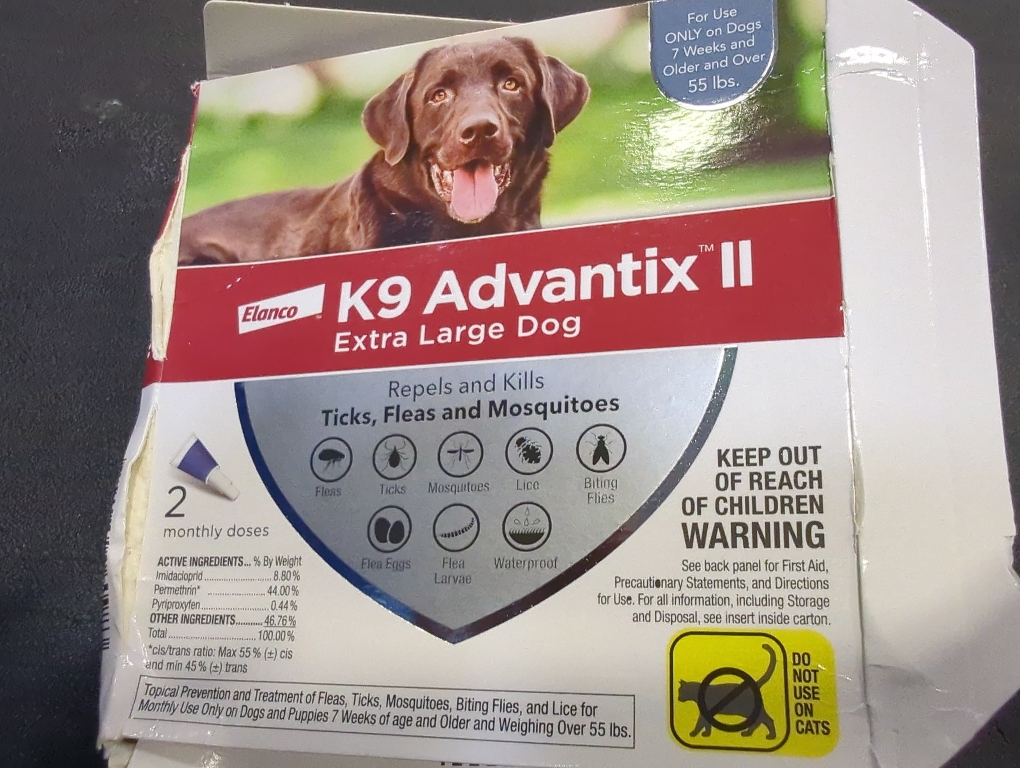 For Use
ONLY on Dogs
7 Weeks and
Older and Over
55 lbs.
Elanco
K9 Advantix™ II
Extra Large Dog
Repels and Kills
Ticks, Fleas and Mosquitoes
Fleas
Ticks
Mosquitoes
Lice
Biting
Flies
Flea Eggs
Flea
Larvae
Waterproof
2
monthly doses
ACTIVE INGREDIENTS... % By Weight
Imidacloprid.......................8.80%
Permethrin* ....................44.00%
Pyriproxyfen........................0.44%
OTHER INGREDIENTS.........46.76%
Total................................100.00%
*cis/trans ratio: Max 55% (±) cis
and min 45% (±) trans
KEEP OUT
OF REACH
OF CHILDREN
WARNING
See back panel for First Aid,
Precautionary Statements, and Directions
for Use. For all information, including Storage
and Disposal, see insert inside carton.
Topical Prevention and Treatment of Fleas, Ticks, Mosquitoes, Biting Flies, and Lice for
Monthly Use Only on Dogs and Puppies 7 Weeks of age and Older and Weighing Over 55 lbs.
DO
NOT
USE
ON
CATS